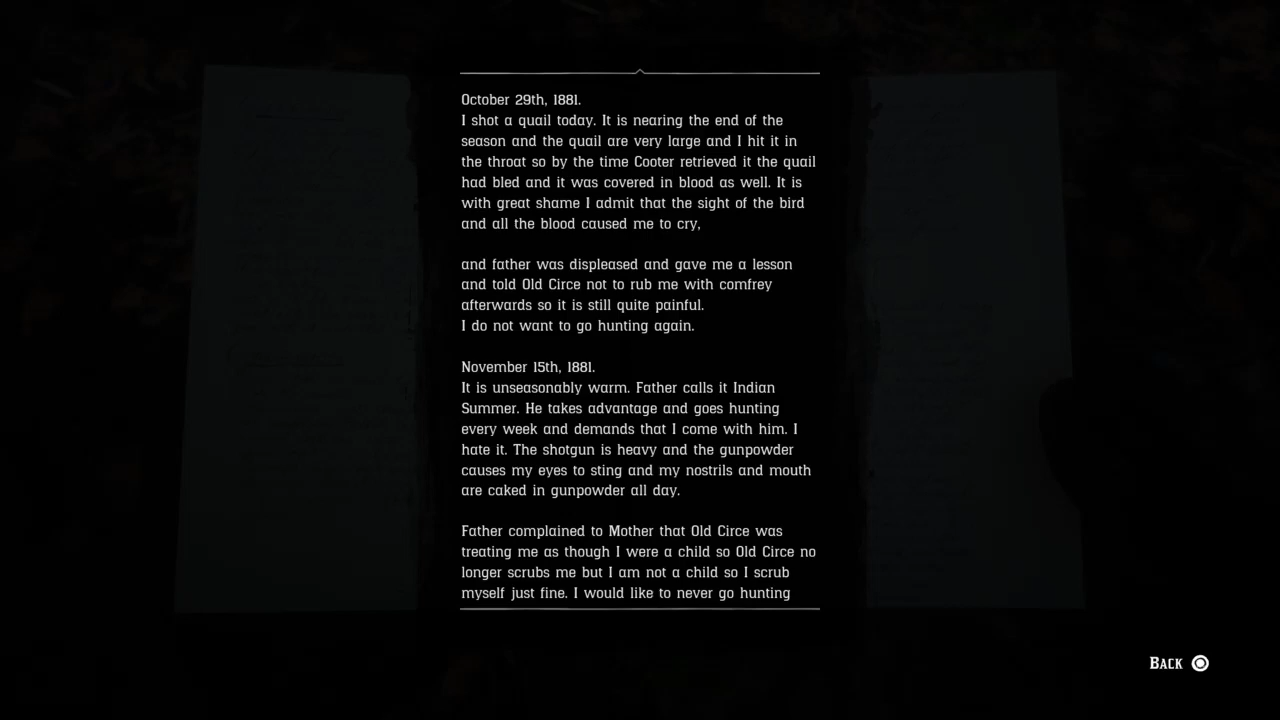 October 29th, 1881.
I shot a quail today. It is nearing the end of the
season and the quail are very large and I hit it in
the throat so by the time Cooter retrieved it the quail
had bled and it was covered in blood as well. It is
with great shame I admit that the sight of the bird
and all the blood caused me to cry,
and father was displeased and gave me a lesson
and told Old Circe not to rub me with comfrey
afterwards so it is still quite painful.
I do not want to go hunting again.
November 15th, 1881.
It is unseasonably warm. Father calls it Indian
Summer. He takes advantage and goes hunting
every week and demands that I come with him. I
hate it. The shotgun is heavy and the gunpowder
causes my eyes to sting and my nostrils and mouth
are caked in gunpowder all day.
Father complained to Mother that Old Circe was
treating me as though I were a child so Old Circe no
longer scrubs me but I am not a child so I scrub
myself just fine. I would like to never go hunting
Back